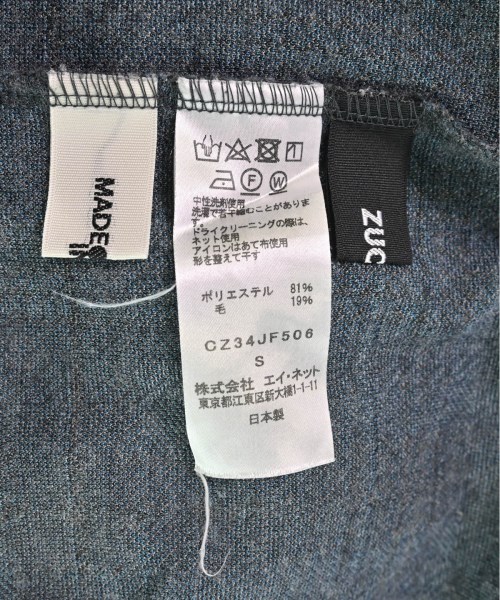 MADE
IN
ZUC
F
W
中性洗剤使用
洗濯で若干縮むことがありま
す。
ドライクリーニングの際は、
ネット使用
アイロンはあて布使用
形を整えて干す
ポリエステル 81%
毛 19%
CZ34JF506
S
株式会社 エイ・ネット
東京都江東区新大橋1-1-11
日本製